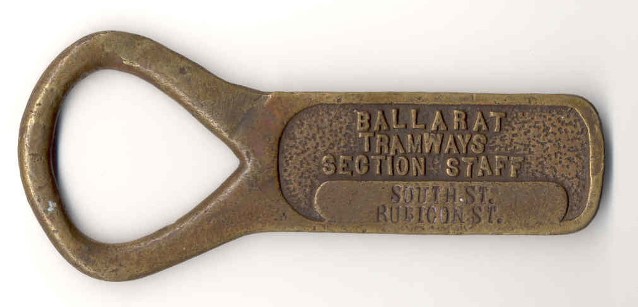 BALLARAT
TRAMWAYS
SECTION STAFF
SOUTH ST.
RUBICON ST.